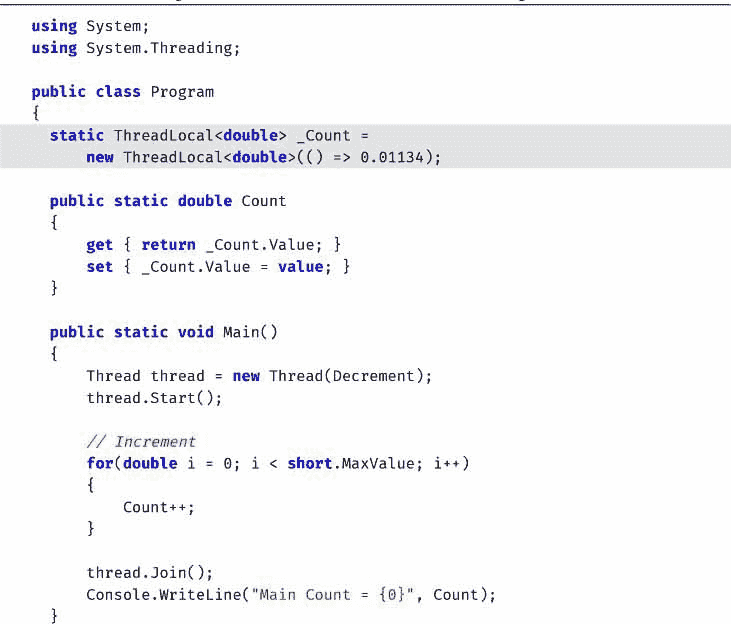 using System;
using System.Threading;
public class Program
{
static ThreadLocal<double> _Count =
new ThreadLocal<double>(() => 0.01134);
public static double Count
{
get { return _Count.Value; }
set { _Count.Value = value; }
}
public static void Main()
{
Thread thread = new Thread(Decrement);
thread.Start();
// Increment
for(double i = 0; i < short.MaxValue; i++)
{
Count++;
}
thread.Join();
Console.WriteLine("Main Count = {0}", Count);
}